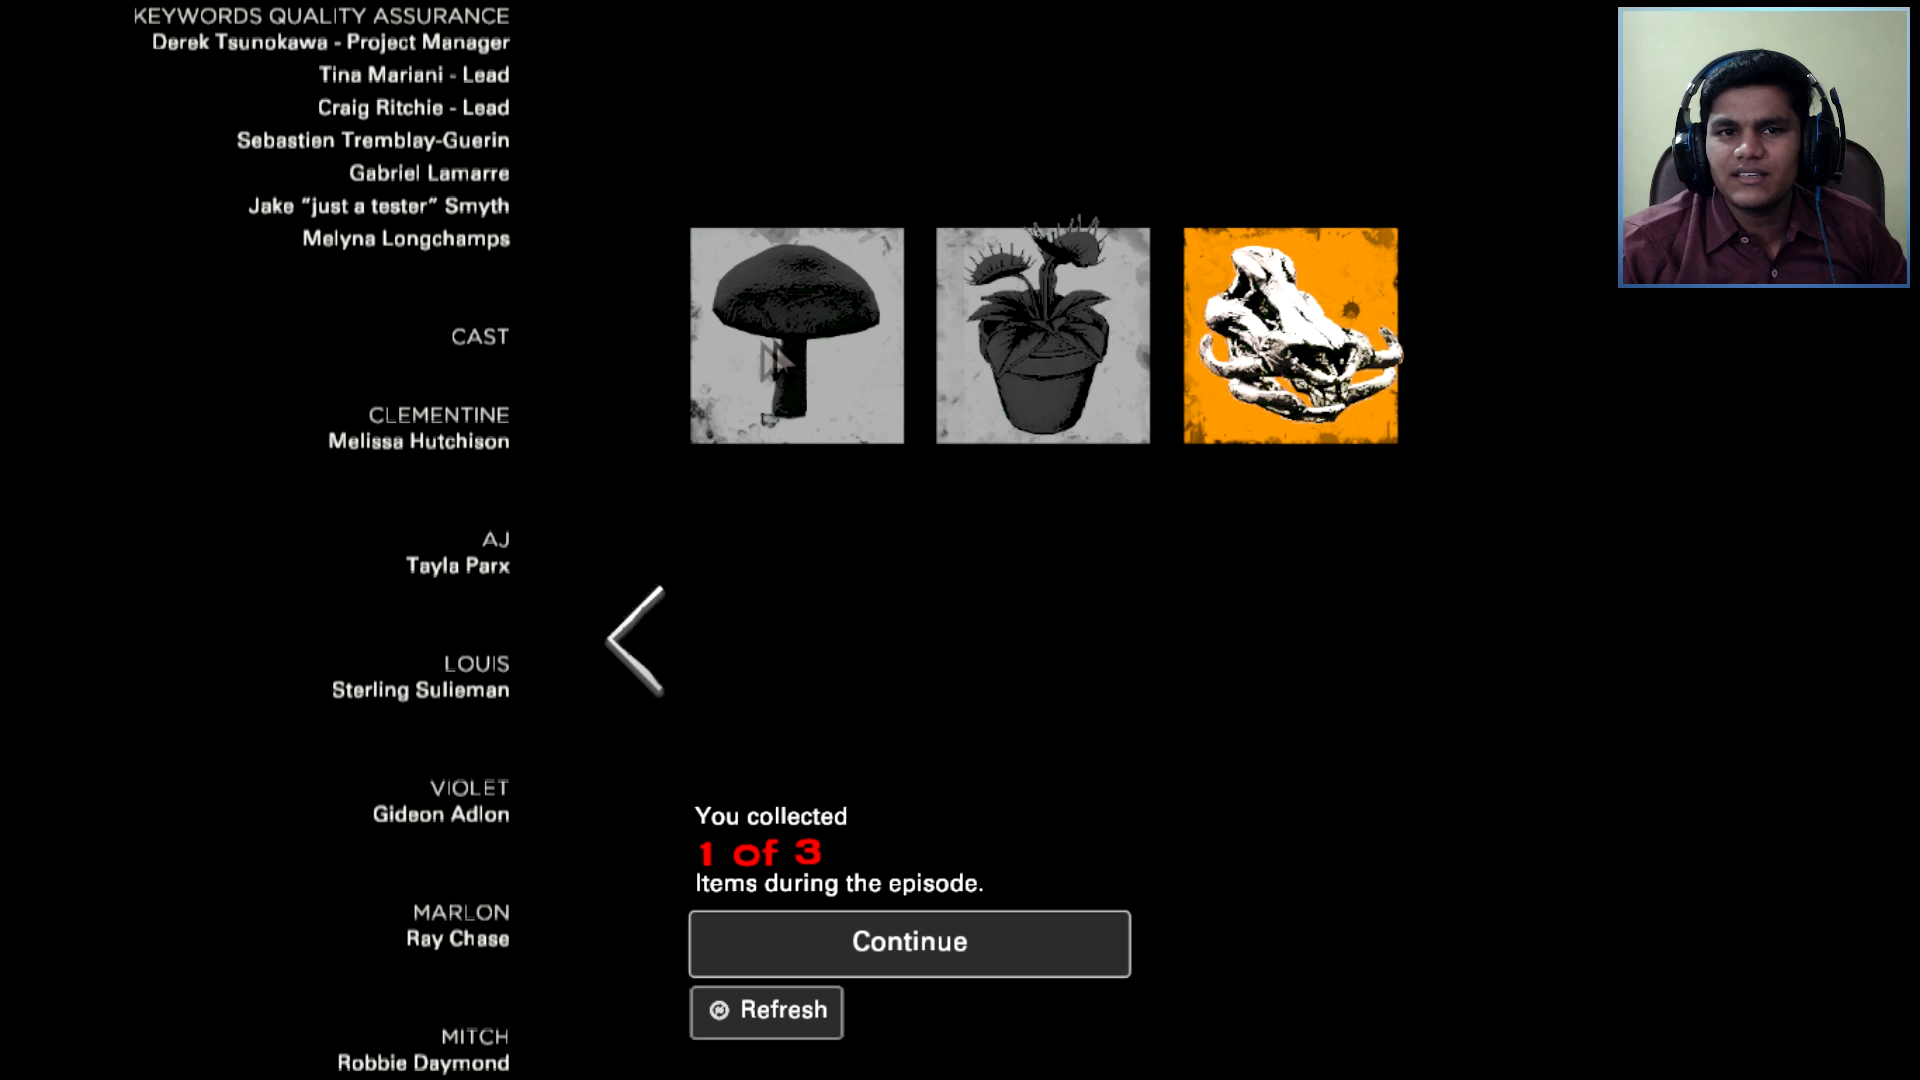 KEYWORDS QUALITY ASSURANCE
Derek Tsunokawa - Project Manager
Tina Mariani - Lead
Craig Ritchie - Lead
Sebastien Tremblay-Guerin
Gabriel Lamarre
Jake "just a tester" Smyth
Melyna Longchamps
CAST
CLEMENTINE
Melissa Hutchison
AJ
Tayla Parx
LOUIS
Sterling Sulieman
VIOLET
Gideon Adlon
MARLON
Ray Chase
MITCH
Robbie Daymond
You collected
1 of 3
Items during the episode.
Continue
Refresh